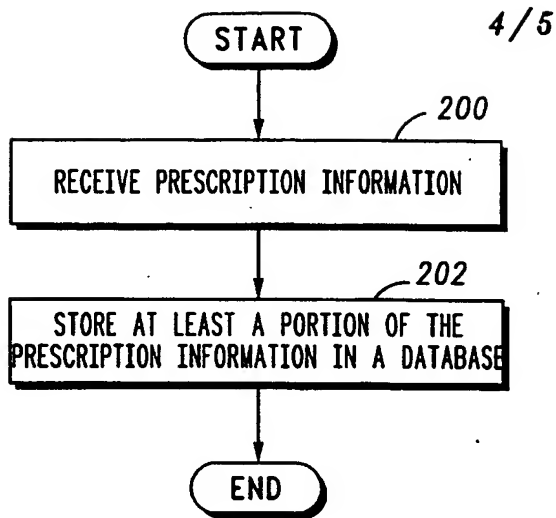 START
4/5
200
RECEIVE PRESCRIPTION INFORMATION
202
STORE AT LEAST A PORTION OF THE
PRESCRIPTION INFORMATION IN A DATABASE
END